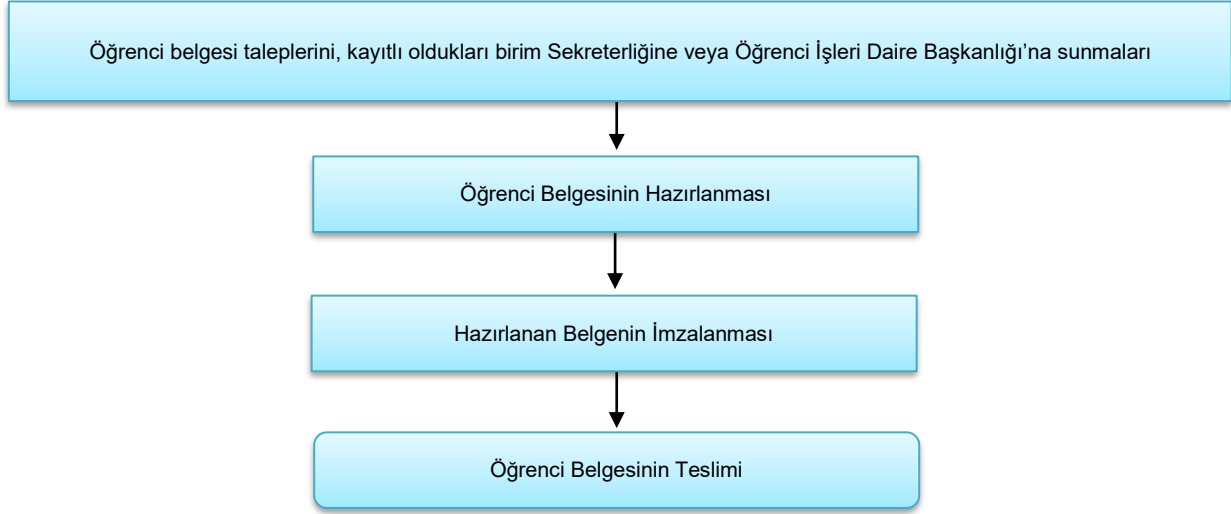 Öğrenci belgesi taleplerini, kayıtlı oldukları birim Sekreterliğine veya Öğrenci İşleri Daire Başkanlığı’na sunmaları
Öğrenci Belgesinin Hazırlanması
Hazırlanan Belgenin İmzalanması
Öğrenci Belgesinin Teslimi